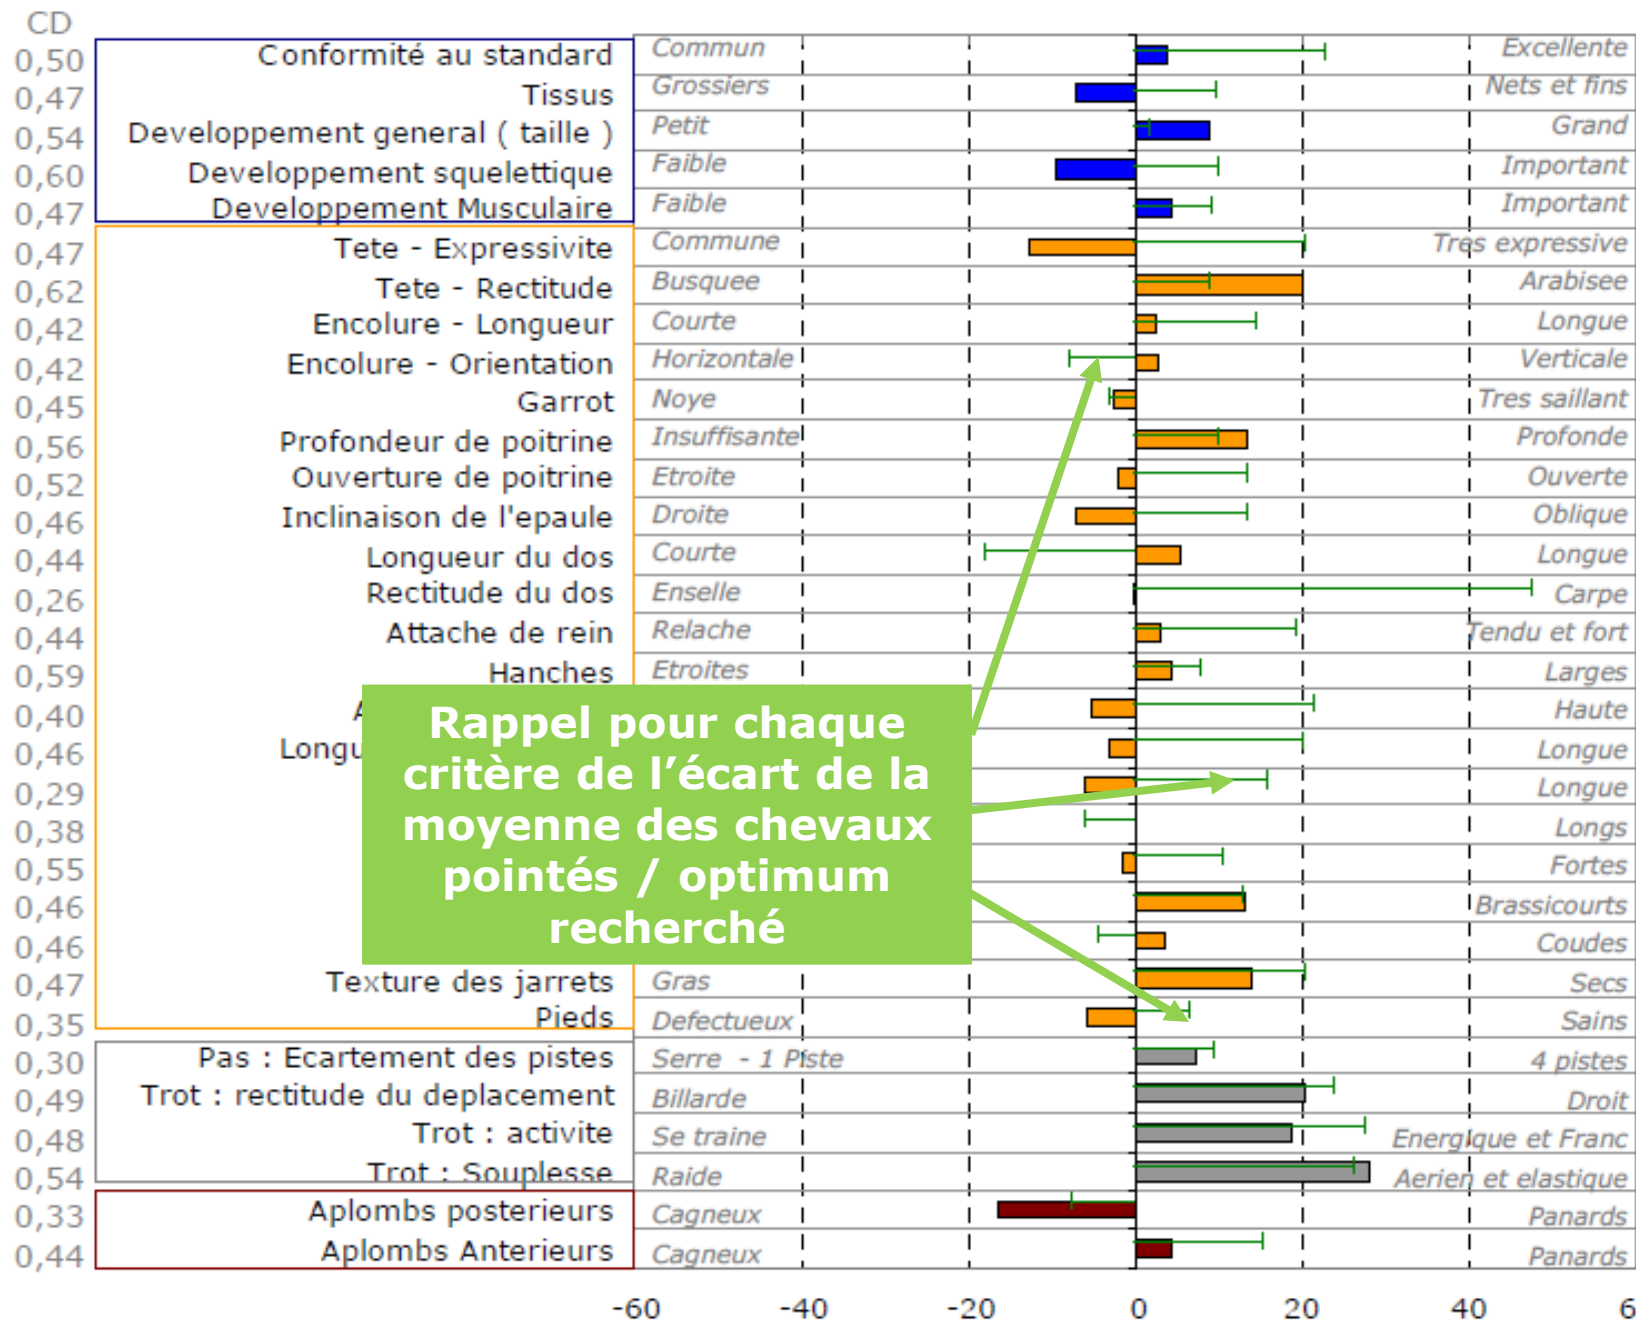 CD
0,50 Conformité au standard Commun Excellente
0,47 Tissus Grossiers Nets et fins
0,54 Developpement general ( taille ) Petit Grand
0,60 Developpement squelettique Faible Important
0,47 Developpement Musculaire Faible Important
0,47 Tete - Expressivite Commune Tres expressive
0,62 Tete - Rectitude Busquee Arabisee
0,42 Encolure - Longueur Courte Longue
0,42 Encolure - Orientation Horizontale Verticale
0,45 Garrot Noye Tres saillant
0,56 Profondeur de poitrine Insuffisante Profonde
0,52 Ouverture de poitrine Etroite Ouverte
0,46 Inclinaison de l'epaule Droite Oblique
0,44 Longueur du dos Courte Longue
0,26 Rectitude du dos Enselle Carpe
0,44 Attache de rein Relache Tendu et fort
0,59 Hanches Etroites Larges
0,40 Haute
0,46 Longu Longue
0,29 Longue
0,38 Longs
0,55 Fortes
0,46 Brassicourts
0,46 Coudes
Rappel pour chaque
critère de l'écart de la
moyenne des chevaux
pointés / optimum
recherché
0,47 Texture des jarrets Gras Secs
0,35 Pieds Defectueux Sains
0,30 Pas : Ecartement des pistes Serre - 1 Piste 4 pistes
0,49 Trot : rectitude du deplacement Billarde Droit
0,48 Trot : activite Se traine Energique et Franc
0,54 Trot : Souplesse Raide Aerien et elastique
0,33 Aplombs posterieurs Cagneux Panards
0,44 Aplombs Anterieurs Cagneux Panards
-60 -40 -20 0 20 40 6